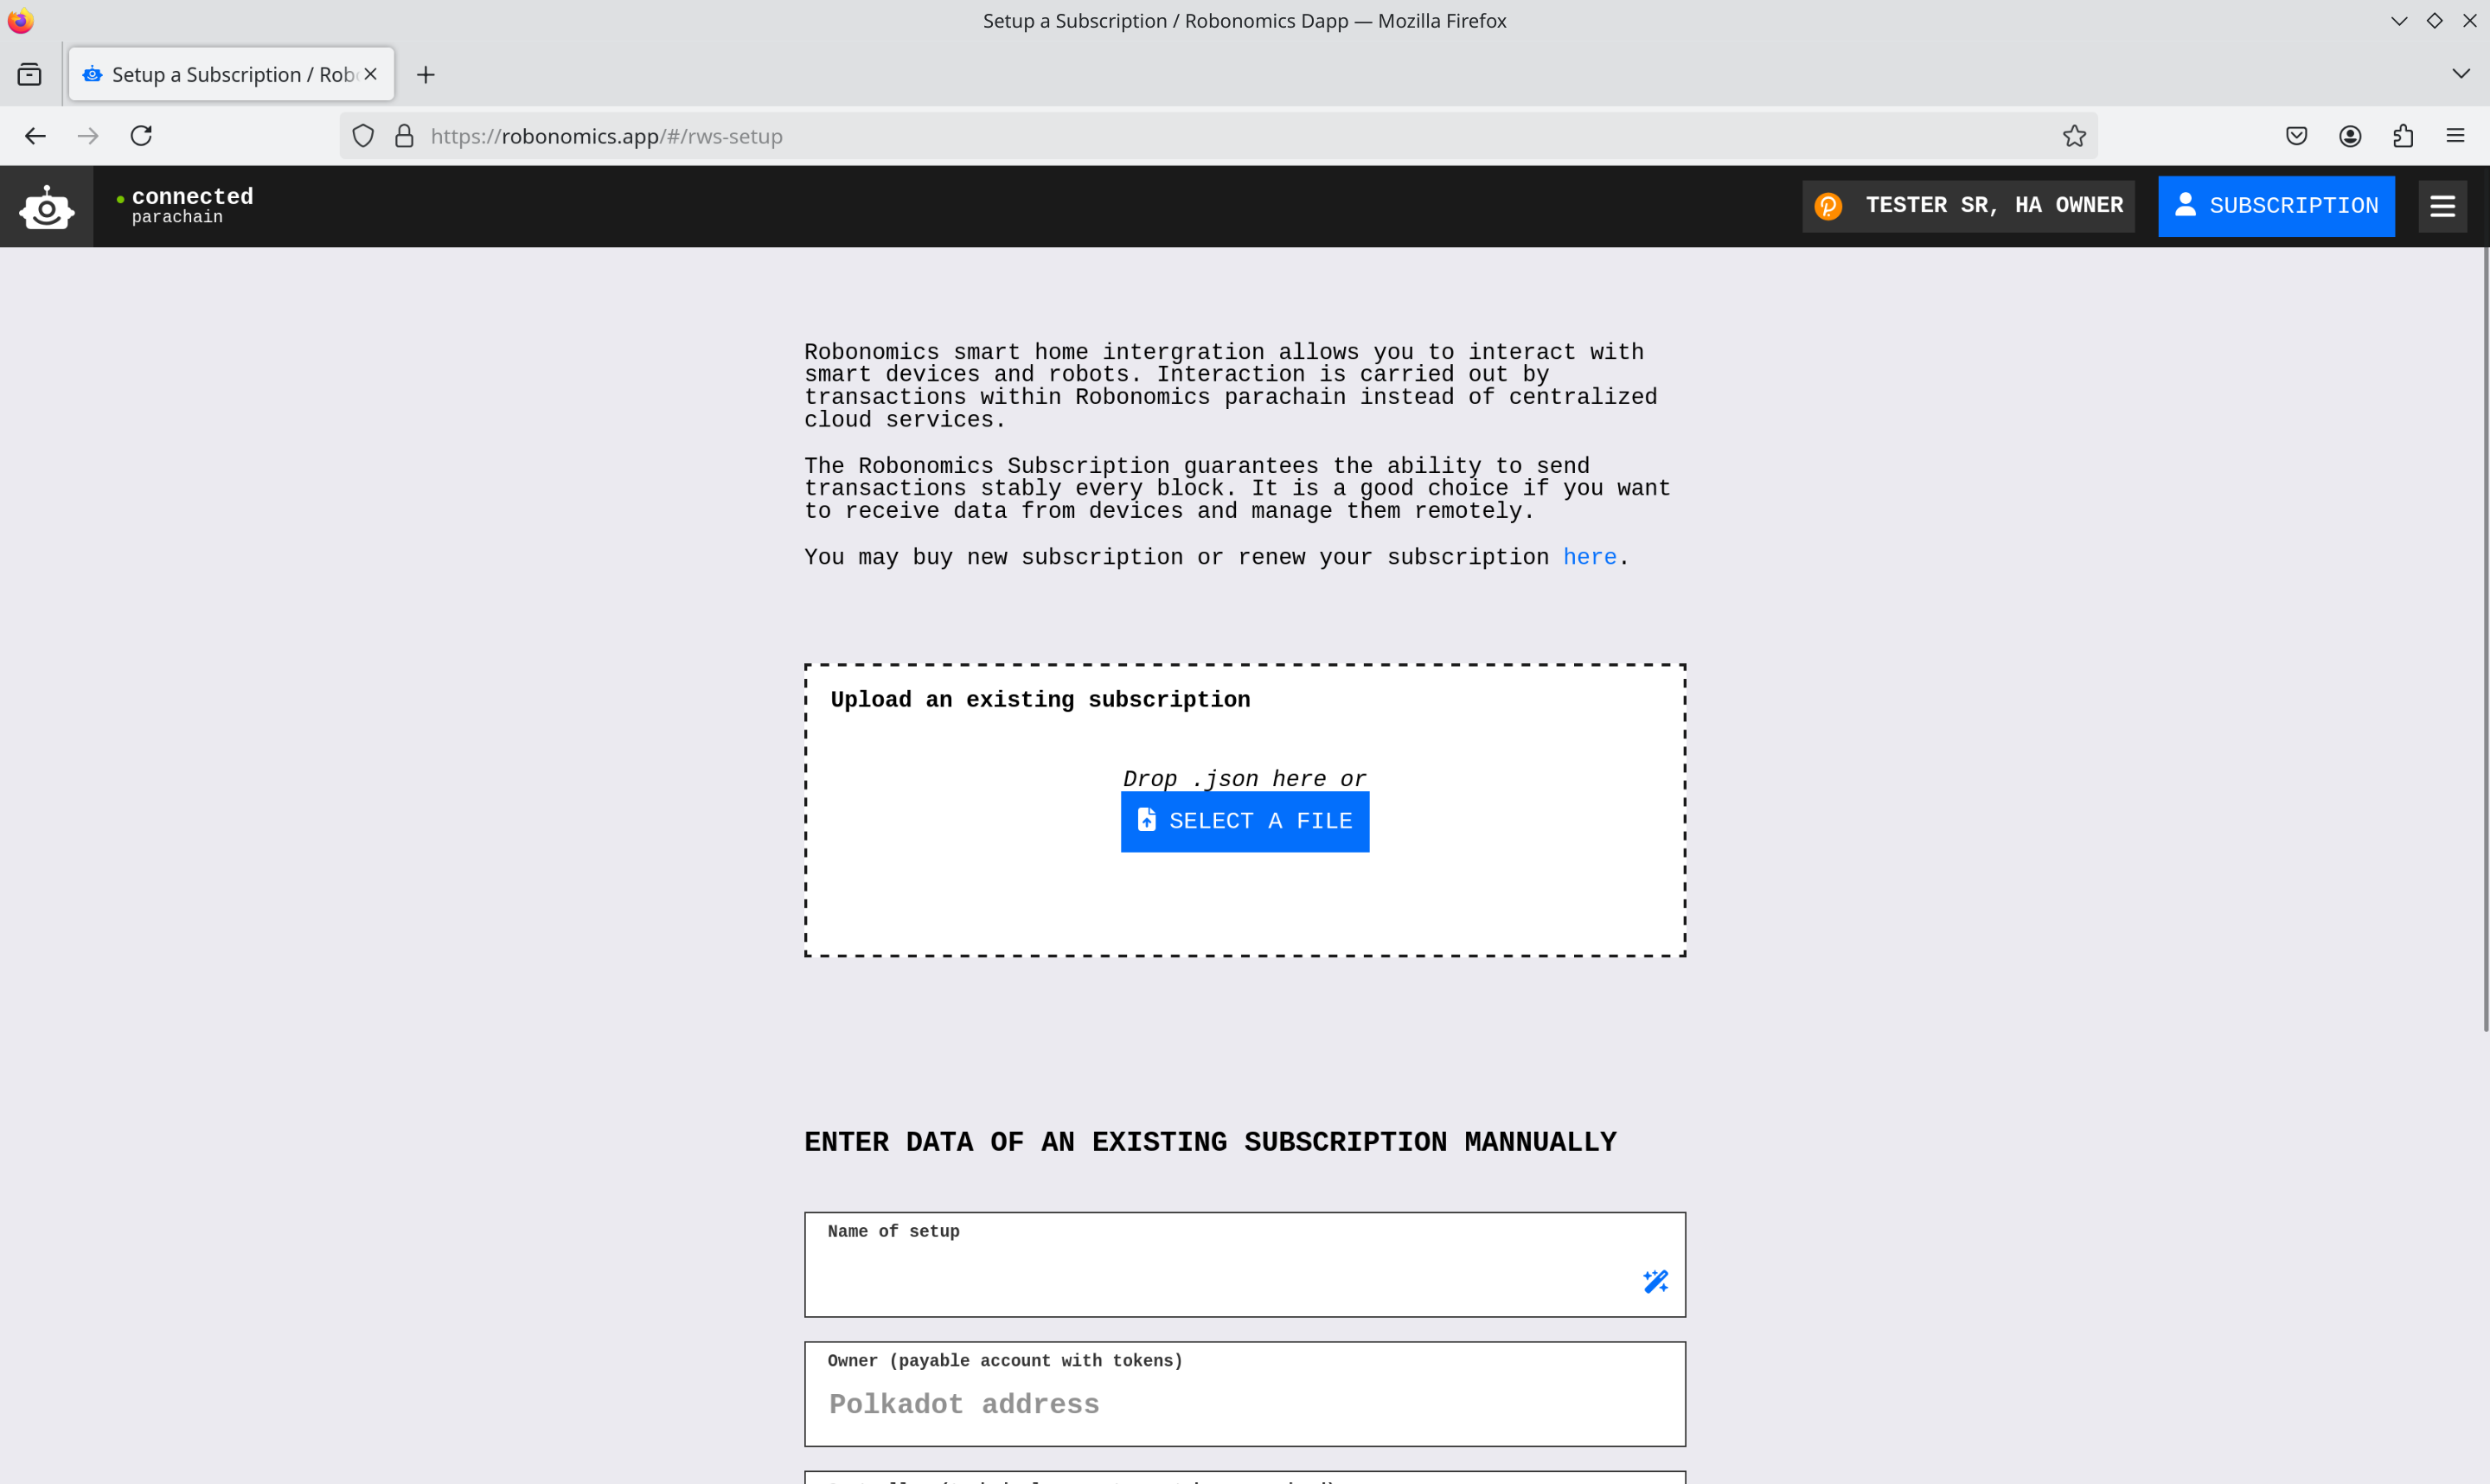 Setup a Subscription / Robonomics Dapp — Mozilla Firefox
Setup a Subscription / Rob
https://robonomics.app/#/rws-setup
connected
parachain
TESTER SR, HA OWNER
SUBSCRIPTION
Robonomics smart home intergration allows you to interact with
smart devices and robots. Interaction is carried out by
transactions within Robonomics parachain instead of centralized
cloud services.
The Robonomics Subscription guarantees the ability to send
transactions stably every block. It is a good choice if you want
to receive data from devices and manage them remotely.
You may buy new subscription or renew your subscription here.
Upload an existing subscription
Drop .json here or
SELECT A FILE
ENTER DATA OF AN EXISTING SUBSCRIPTION MANNUALLY
Name of setup
Owner (payable account with tokens)
Polkadot address